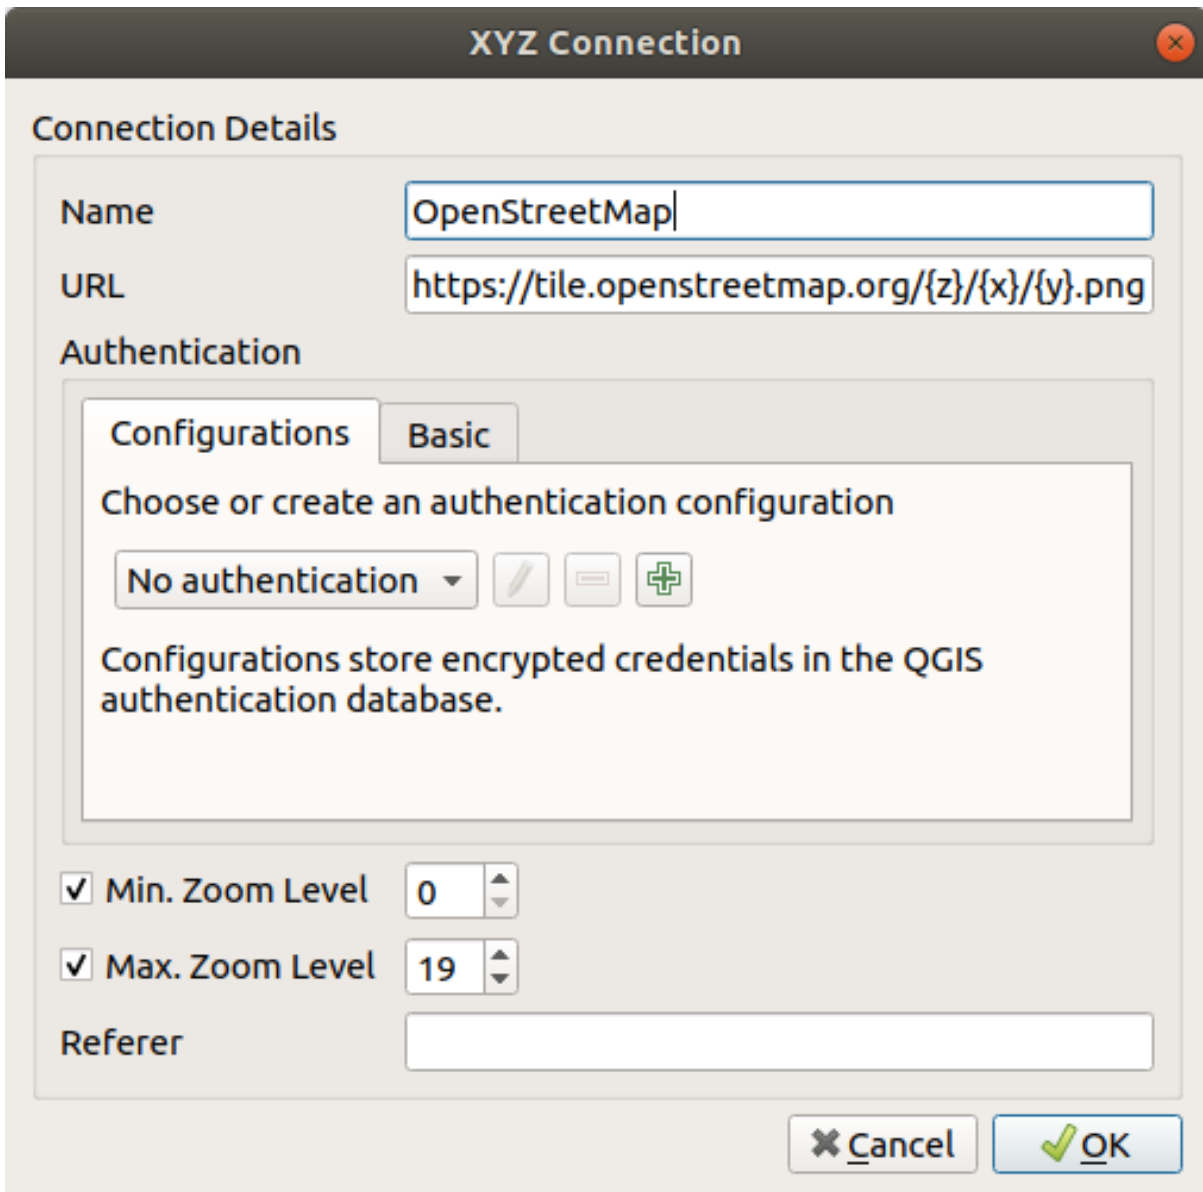 XYZ Connection
Connection Details
Name OpenStreetMap
URL https://tile.openstreetmap.org/{z}/{x}/{y}.png
Authentication
Configurations Basic
Choose or create an authentication configuration
No authentication
Configurations store encrypted credentials in the QGIS
authentication database.
Min. Zoom Level 0
Max. Zoom Level 19
Referer
Cancel OK